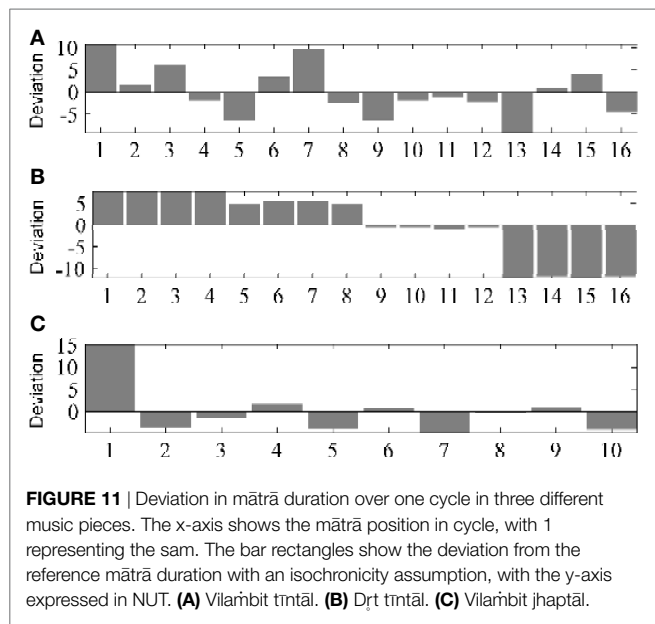 A
10
5
0
-5
Deviation
1 2 3 4 5 6 7 8 9 10 11 12 13 14 15 16
B
5
0
-5
-10
Deviation
1 2 3 4 5 6 7 8 9 10 11 12 13 14 15 16
C
15
10
5
0
Deviation
1 2 3 4 5 6 7 8 9 10
FIGURE 11 | Deviation in mātrā duration over one cycle in three different
music pieces. The x-axis shows the mātrā position in cycle, with 1
representing the sam. The bar rectangles show the deviation from the
reference mātrā duration with an isochronicity assumption, with the y-axis
expressed in NUT. (A) Vilaṁbit tīntāl. (B) Dr̥t tīntāl. (C) Vilaṁbit jhaptāl.